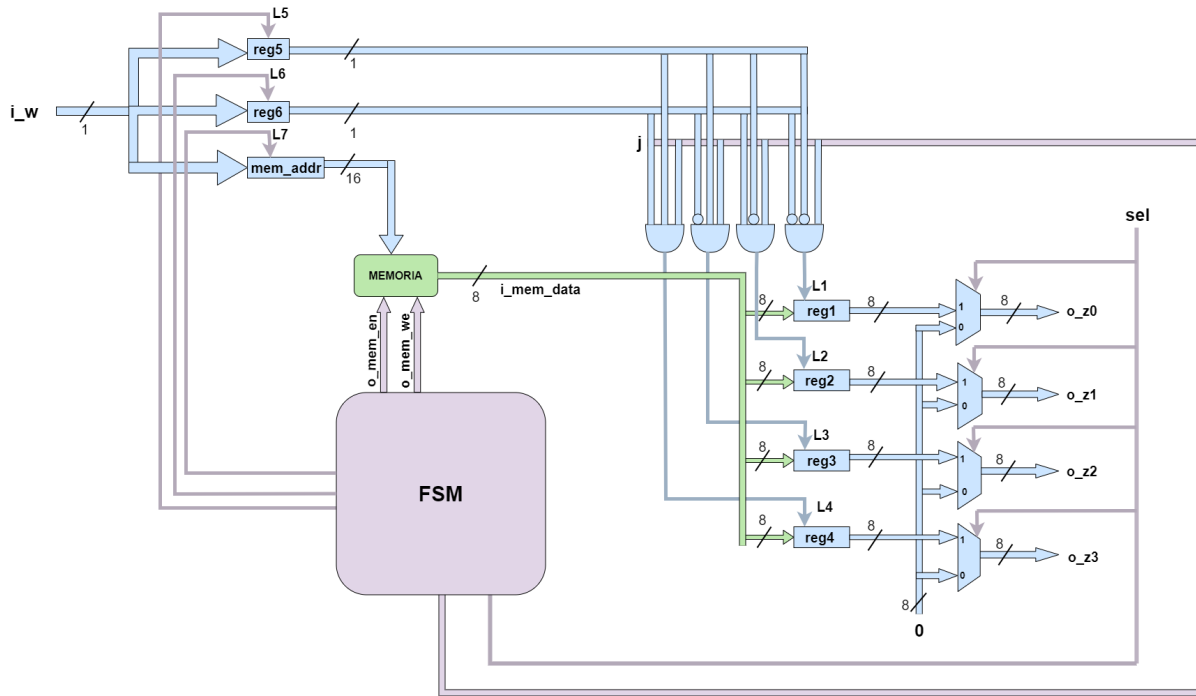 L5
reg5
1
L6
i_w
1
reg6
1
L7
j
mem_addr
16
sel
MEMORIA
8
i_mem_data
o_mem_en
o_mem_we
L1
8
reg1
8
1
0
8
o_z0
L2
8
reg2
8
1
0
8
o_z1
L3
8
reg3
8
1
0
8
o_z2
FSM
L4
8
reg4
8
1
0
8
o_z3
8
0